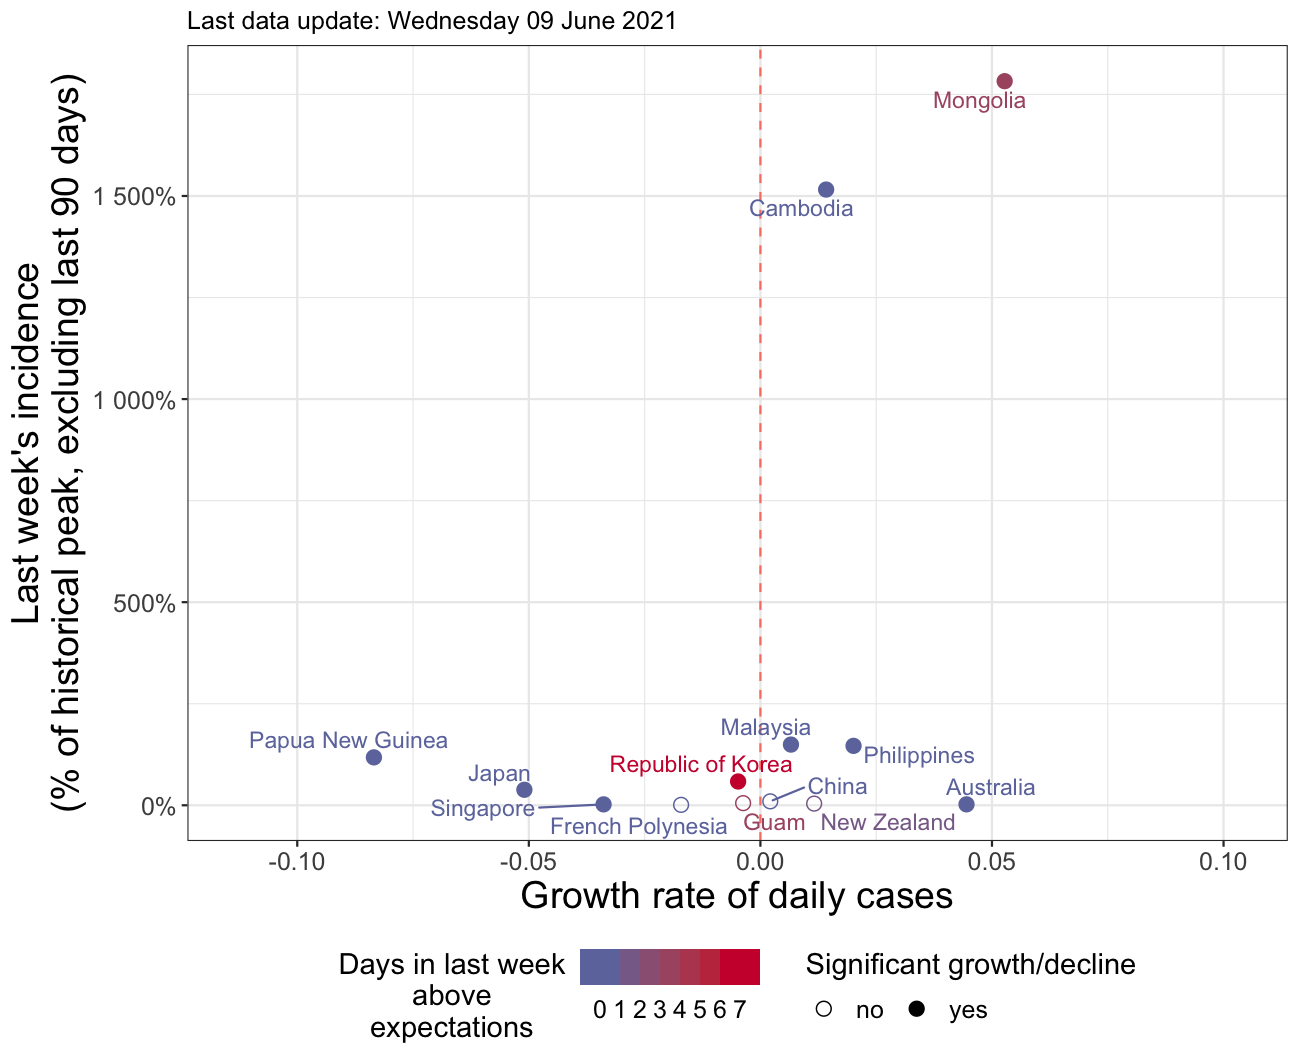 Last data update: Wednesday 09 June 2021
Last week's incidence
(% of historical peak, excluding last 90 days)
1 500%
1 000%
500%
0%
Mongolia
Cambodia
Papua New Guinea
Malaysia
Philippines
Republic of Korea
Japan
China
Australia
Singapore
French Polynesia
Guam
New Zealand
-0.10
-0.05
0.00
0.05
0.10
Growth rate of daily cases
Days in last week
above
expectations
0 1 2 3 4 5 6 7
Significant growth/decline
no
yes